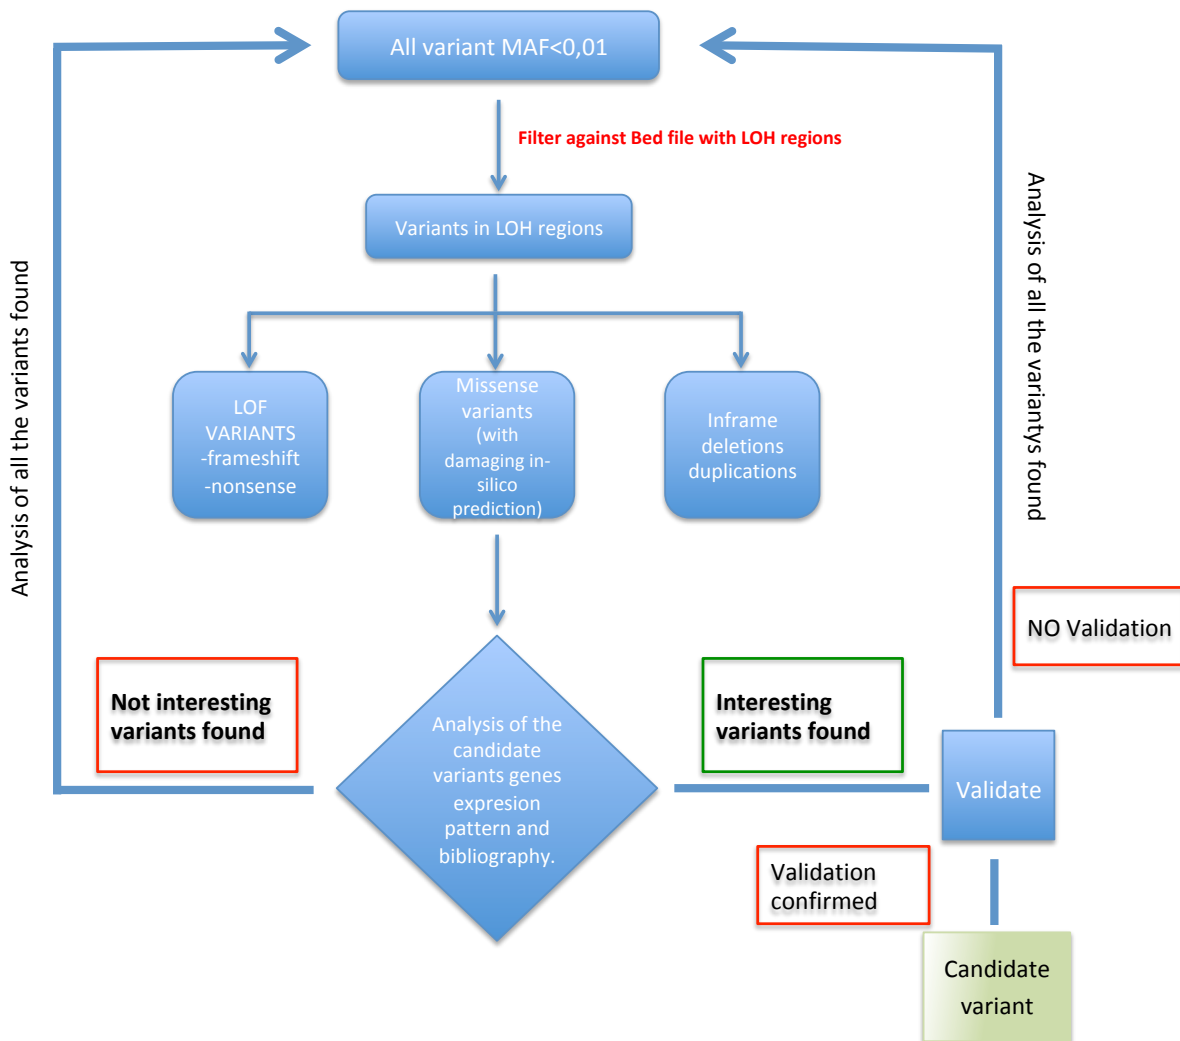 All variant MAF<0,01
Filter against Bed file with LOH regions
Variants in LOH regions
Analysis of all the variants found
Analysis of all the variantys found
LOF
VARIANTS
-frameshift
-nonsense
Missense
variants
(with
damaging in-
silico
prediction)
Inframe
deletions
duplications
NO Validation
Not interesting
variants found
Analysis of the
candidate
variants genes
expresion
pattern and
bibliography.
Interesting
variants found
Validate
Validation
confirmed
Candidate
variant